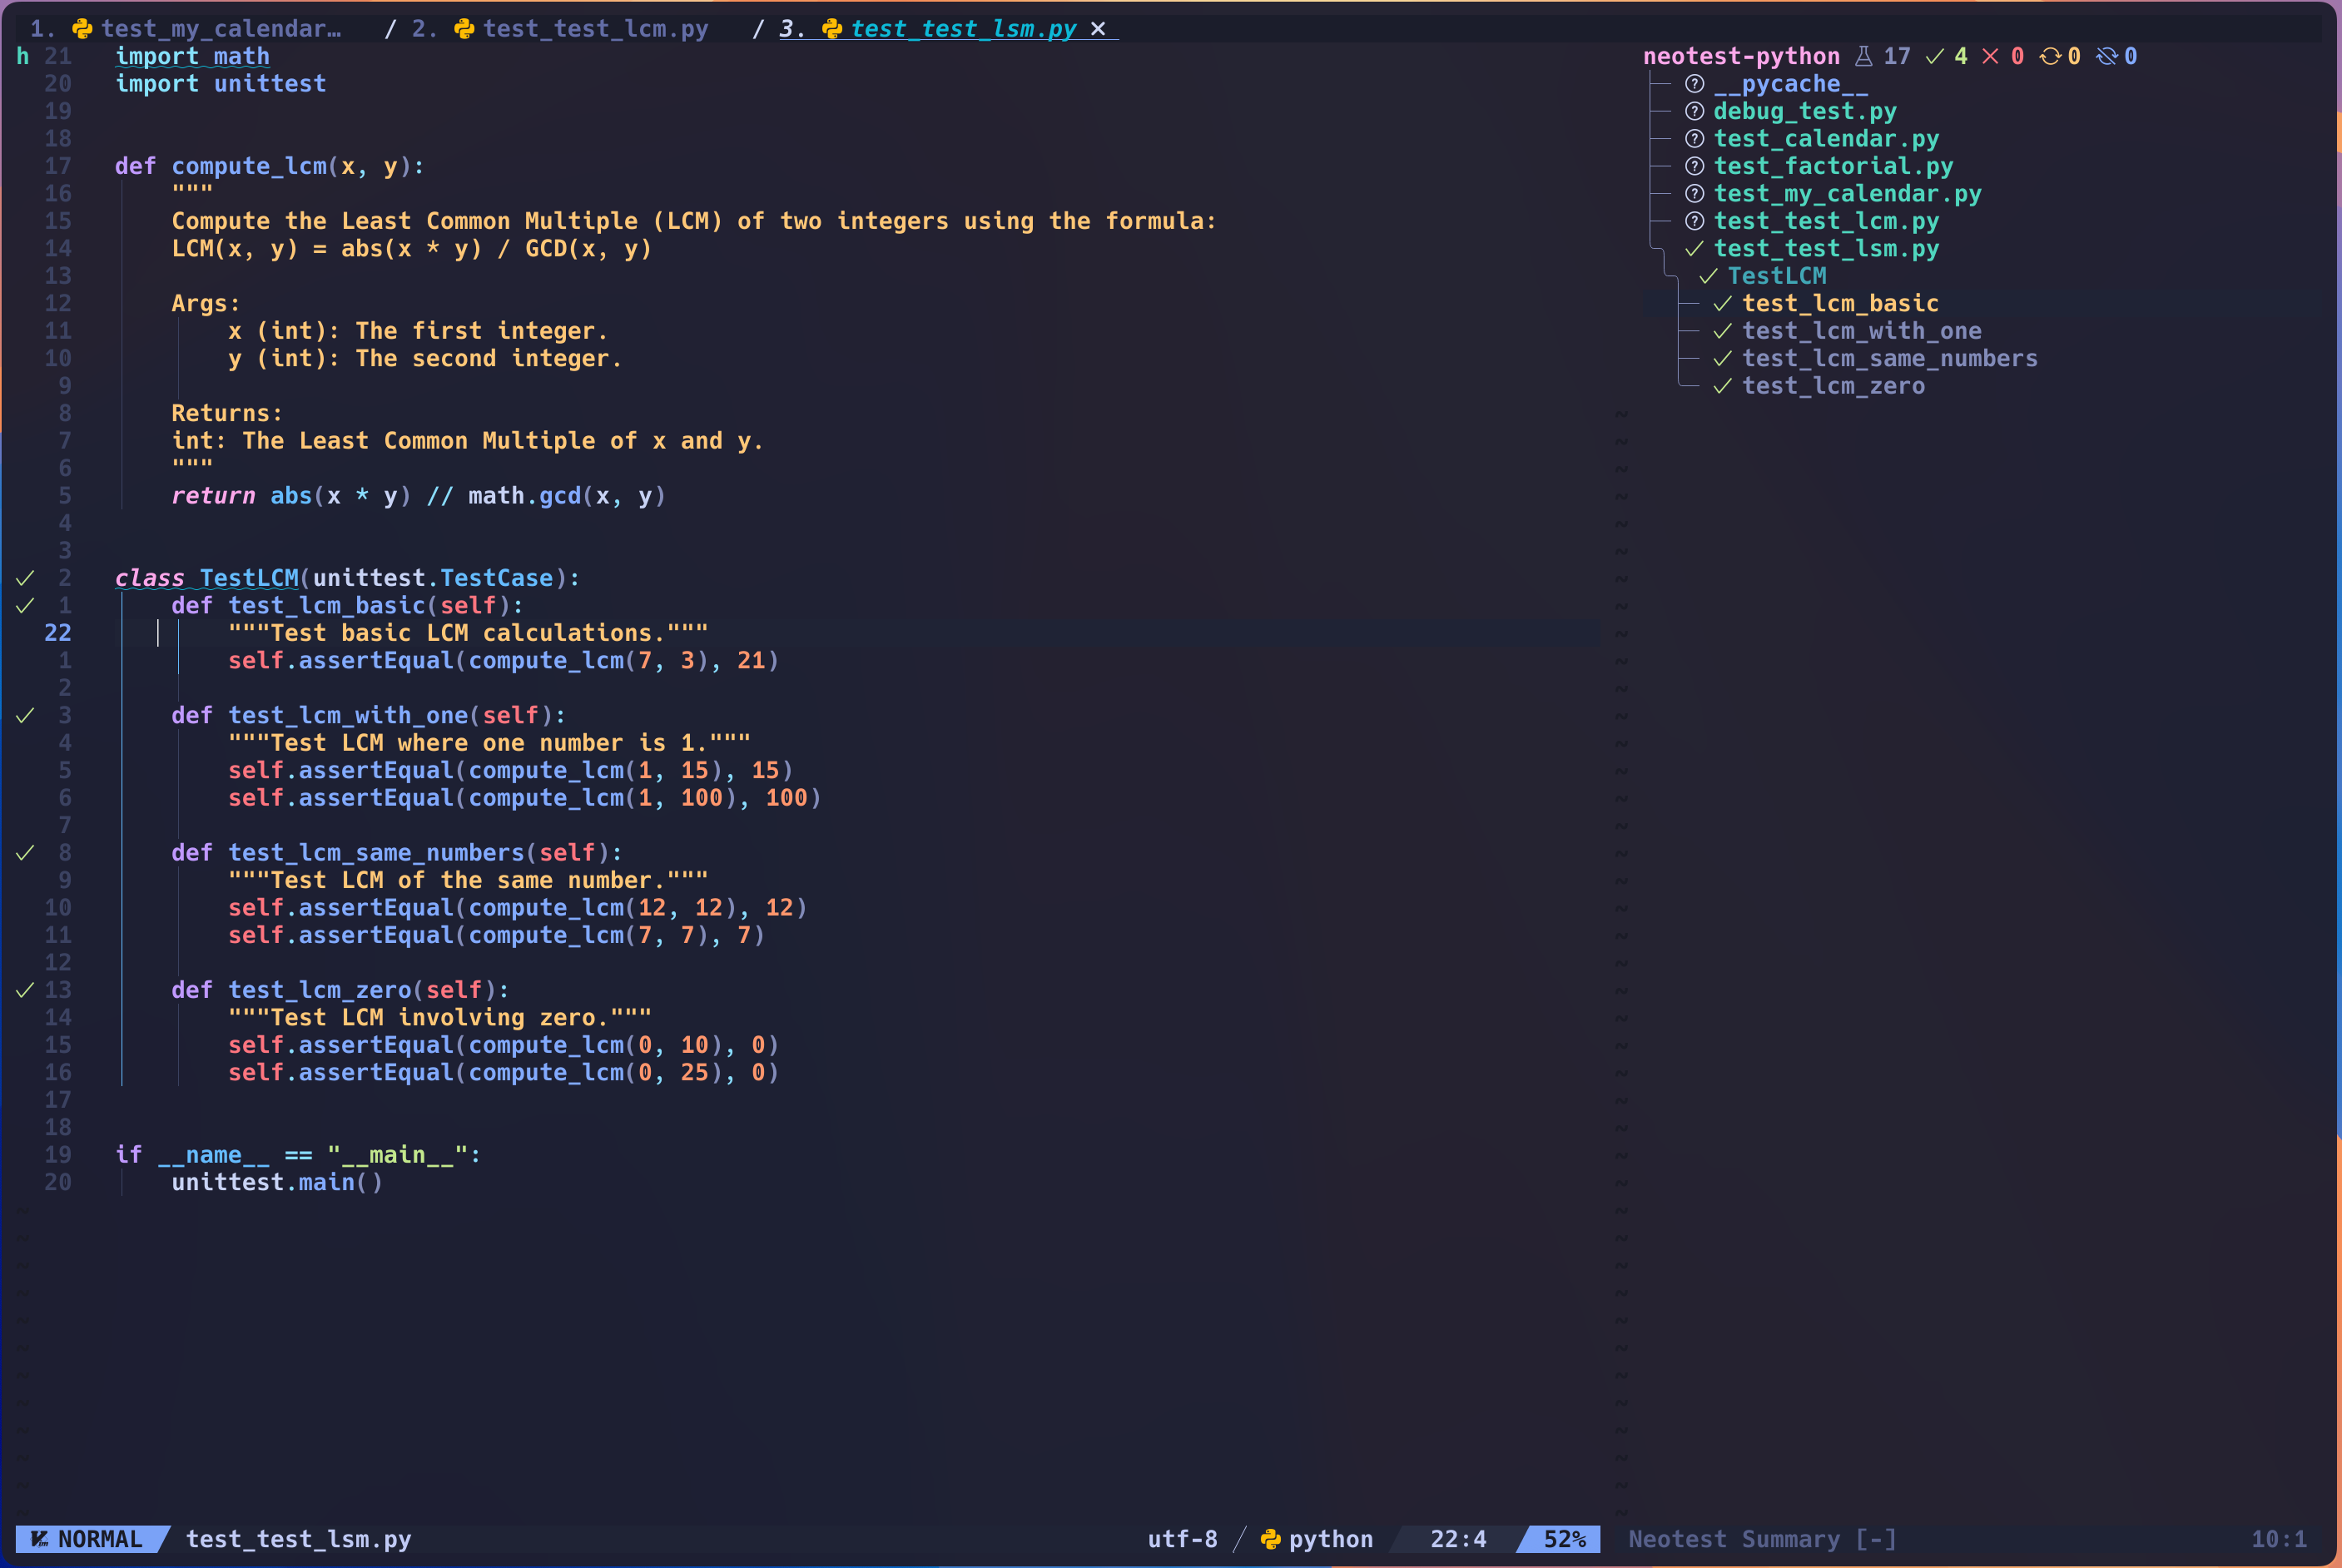 1. test_my_calendar… / 2. test_test_lcm.py / 3. test_test_lsm.py ×
h 21 import math
20 import unittest
19
18
17 def compute_lcm(x, y):
16 """
15 Compute the Least Common Multiple (LCM) of two integers using the formula:
14 LCM(x, y) = abs(x * y) / GCD(x, y)
13
12 Args:
11 x (int): The first integer.
10 y (int): The second integer.
9
8 Returns:
7 int: The Least Common Multiple of x and y.
6 """
5 return abs(x * y) // math.gcd(x, y)
4
3
✓ 2 class TestLCM(unittest.TestCase):
✓ 1 def test_lcm_basic(self):
22 """Test basic LCM calculations."""
1 self.assertEqual(compute_lcm(7, 3), 21)
2
✓ 3 def test_lcm_with_one(self):
4 """Test LCM where one number is 1."""
5 self.assertEqual(compute_lcm(1, 15), 15)
6 self.assertEqual(compute_lcm(1, 100), 100)
7
✓ 8 def test_lcm_same_numbers(self):
9 """Test LCM of the same number."""
10 self.assertEqual(compute_lcm(12, 12), 12)
11 self.assertEqual(compute_lcm(7, 7), 7)
12
✓ 13 def test_lcm_zero(self):
14 """Test LCM involving zero."""
15 self.assertEqual(compute_lcm(0, 10), 0)
16 self.assertEqual(compute_lcm(0, 25), 0)
17
18
19 if __name__ == "__main__":
20 unittest.main()
neotest-python 17 ✓ 4 × 0 0 0
__pycache__
debug_test.py
test_calendar.py
test_factorial.py
test_my_calendar.py
test_test_lcm.py
✓ test_test_lsm.py
✓ TestLCM
✓ test_lcm_basic
✓ test_lcm_with_one
✓ test_lcm_same_numbers
✓ test_lcm_zero
NORMAL test_test_lsm.py utf-8 / python 22:4 52% Neotest Summary [-] 10:1